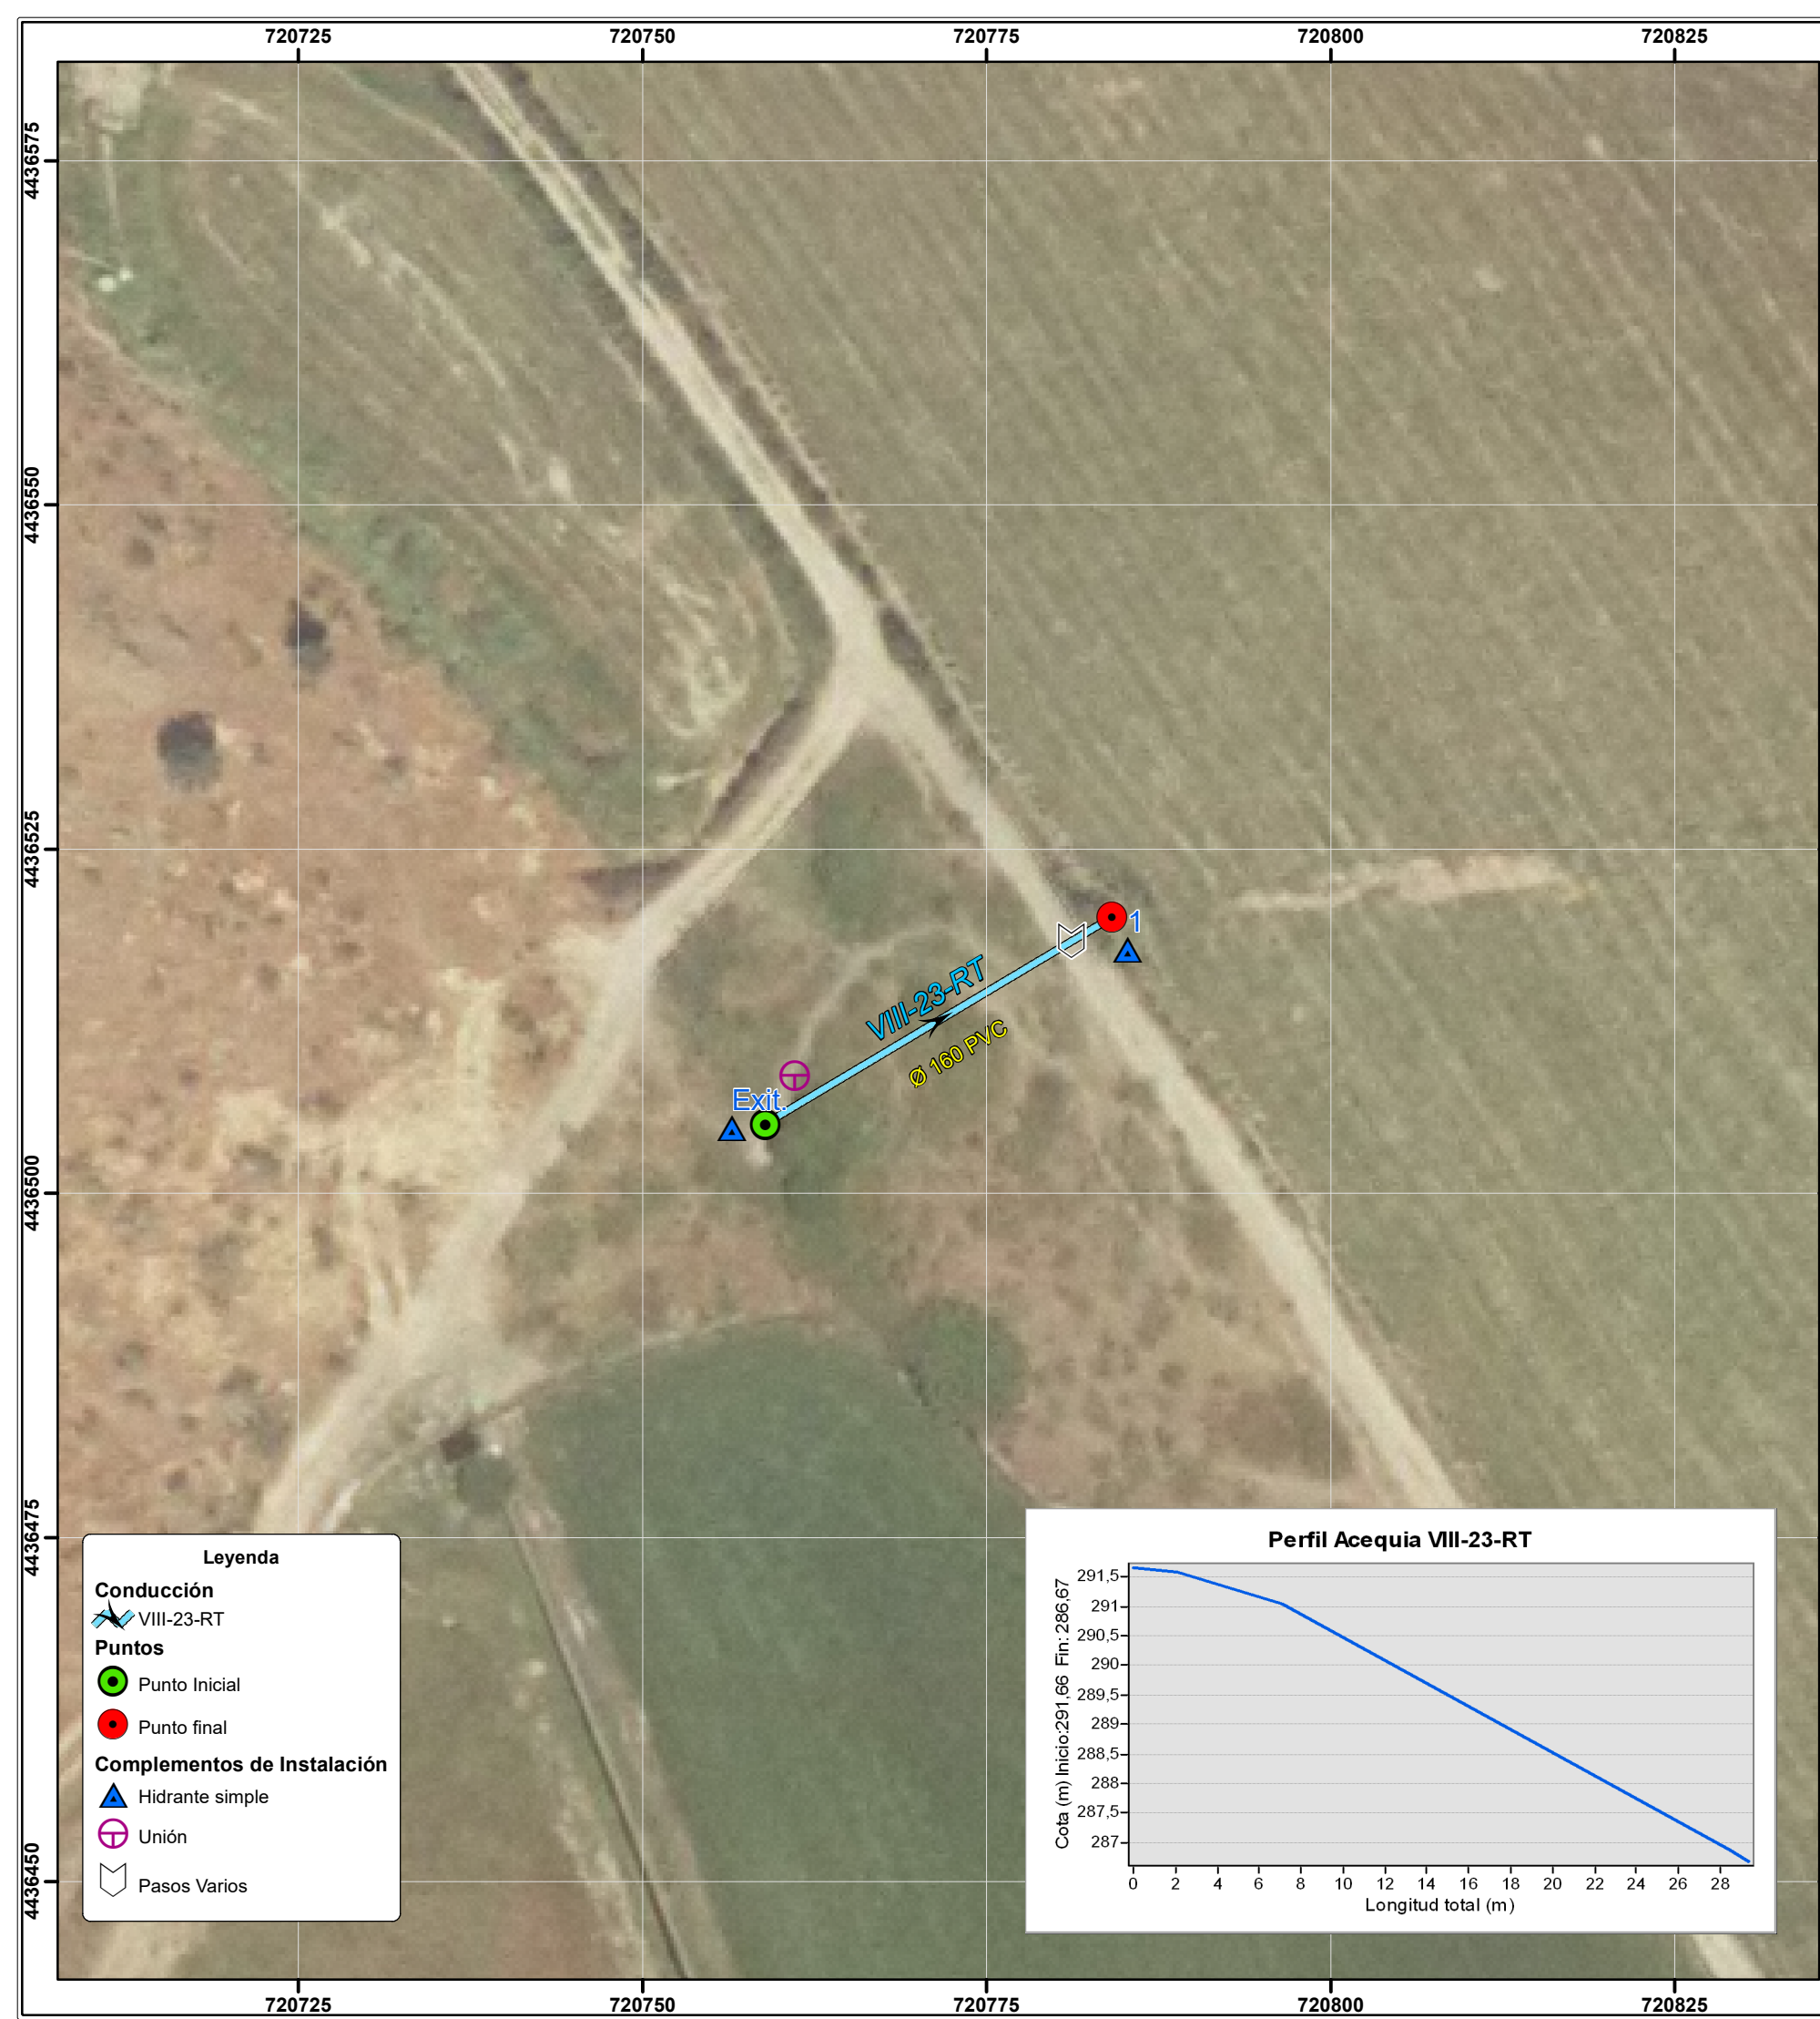 720725 720750 720775 720800 720825
4436575
4436550
4436525
4436500
4436475
4436450
1
VIII-23-RT
Ø 160 PVC
Exit.
Leyenda
Conducción
VIII-23-RT
Puntos
Punto Inicial
Punto final
Complementos de Instalación
Hidrante simple
Unión
Pasos Varios
Perfil Acequia VIII-23-RT
Cota (m) Inicio:291,66 Fin: 286,67
291,5
291
290,5
290
289,5
289
288,5
288
287,5
287
0 2 4 6 8 10 12 14 16 18 20 22 24 26 28
Longitud total (m)
720725 720750 720775 720800 720825